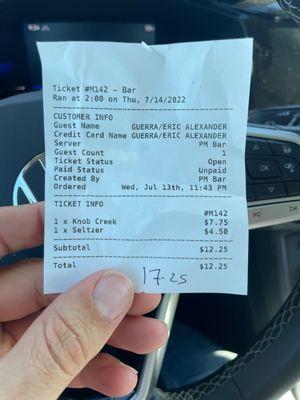 Ticket #M142 - Bar
Ran at 2:00 on Thu, 7/14/2022
CUSTOMER INFO
Guest Name GUERRA/ERIC ALEXANDER
Credit Card Name GUERRA/ERIC ALEXANDER
Server PM Bar
Guest Count 1
Ticket Status Open
Paid Status Unpaid
Created By PM Bar
Ordered Wed, Jul 13th, 11:43 PM
TICKET INFO
#M142
1 x Knob Creek $7.75
1 x Seltzer $4.50
Subtotal $12.25
Total $12.25
17.25